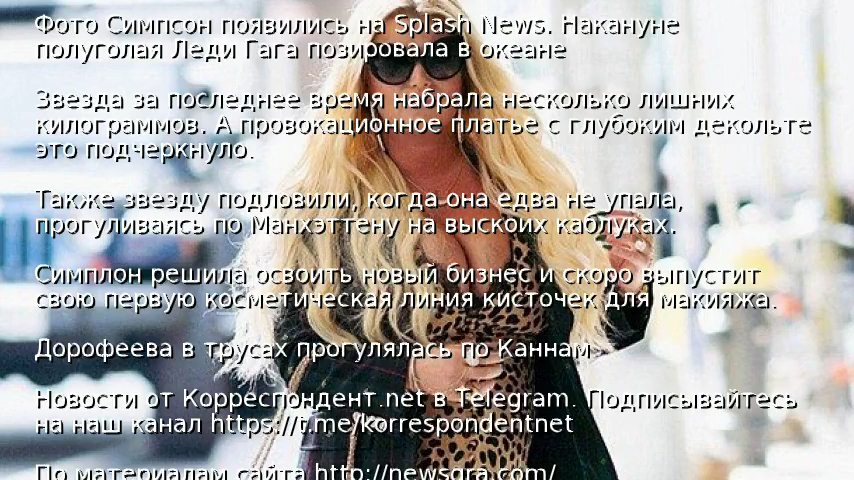 Фото Симпсон появились на Splash News. Накануне
полуголая Леди Гага позировала в океане
Звезда за последнее время набрала несколько лишних
килограммов. А провокационное платье с глубоким декольте
это подчеркнуло.
Также звезду подловили, когда она едва не упала,
прогуливаясь по Манхэттену на выскоих каблуках.
Симплон решила освоить новый бизнес и скоро выпустит
свою первую косметическая линия кисточек для макияжа.
Дорофеева в трусах прогулялась по Каннам
Новости от Корреспондент.net в Telegram. Подписывайтесь
на наш канал https://t.me/korrespondentnet
По материалам сайта http://newsgra.com/